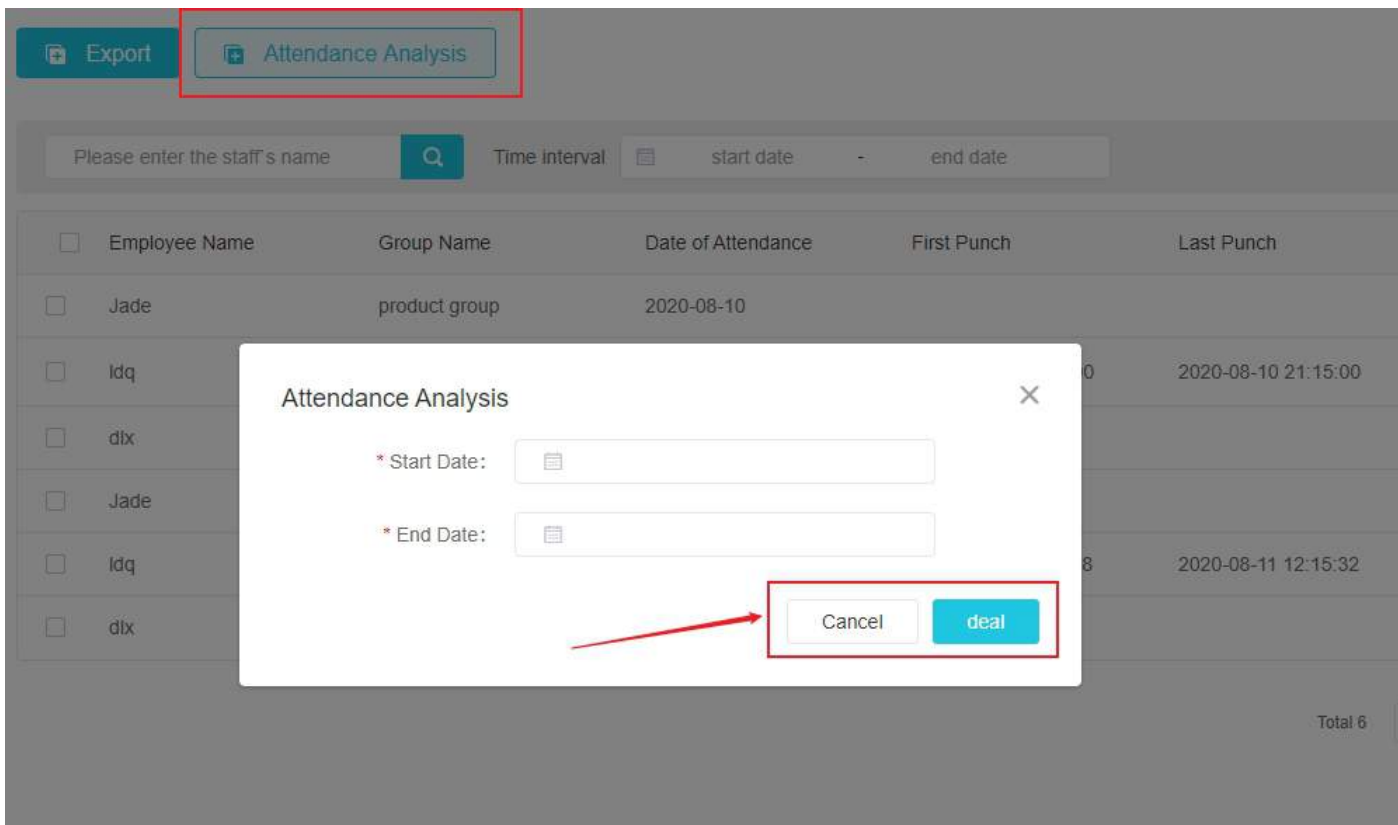 Export Attendance Analysis
Please enter the staff's name Time interval start date - end date
Employee Name Group Name Date of Attendance First Punch Last Punch
Jade product group 2020-08-10
ldq 0 2020-08-10 21:15:00
dlx
Jade
ldq 8 2020-08-11 12:15:32
dlx
Attendance Analysis
* Start Date:
* End Date:
Cancel deal
Total 6